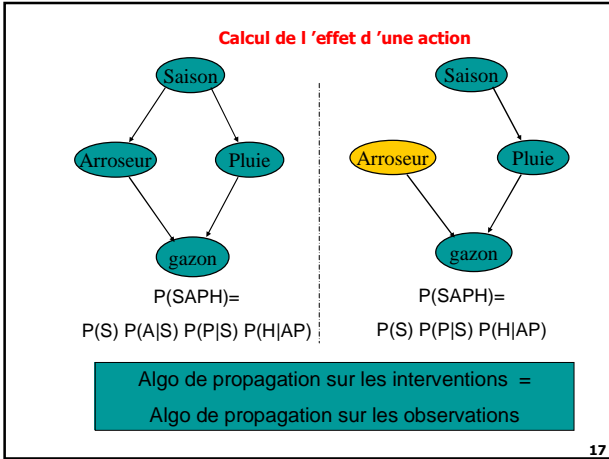 Calcul de l ’effet d ’une action
Saison
Arroseur
Pluie
gazon
P(SAPH)=
P(S) P(A|S) P(P|S) P(H|AP)
Saison
Arroseur
Pluie
gazon
P(SAPH)=
P(S) P(P|S) P(H|AP)
Algo de propagation sur les interventions =
Algo de propagation sur les observations
17